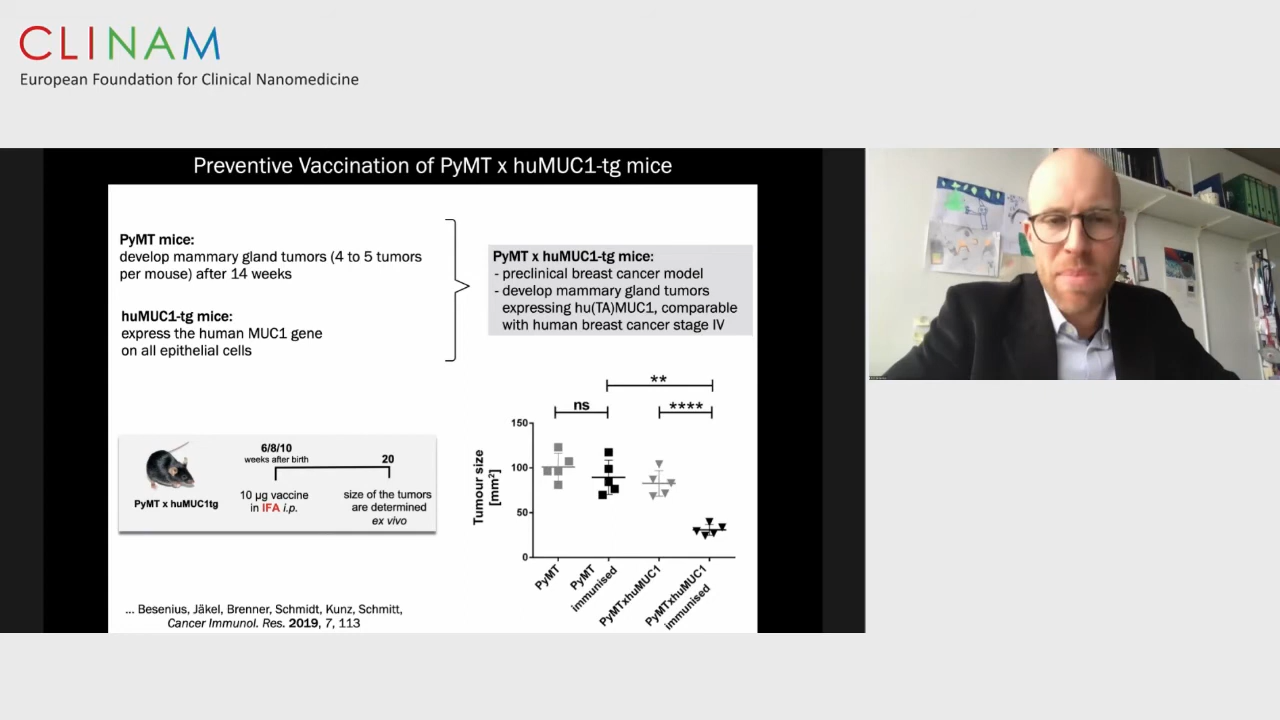 CLINAM
European Foundation for Clinical Nanomedicine
Preventive Vaccination of PyMT x huMUC1-tg mice
PyMT mice:
develop mammary gland tumors (4 to 5 tumors
per mouse) after 14 weeks
huMUC1-tg mice:
express the human MUC1 gene
on all epithelial cells
PyMT x huMUC1-tg mice:
- preclinical breast cancer model
- develop mammary gland tumors
expressing hu(TA)MUC1, comparable
with human breast cancer stage IV
PyMT x huMUC1tg
6/8/10
weeks after birth
20
10 µg vaccine
in IFA i.p.
size of the tumors
are determined
ex vivo
**
ns
****
Tumour size
[mm²]
150
100
50
0
PyMT
PyMT
immunised
PyMTxhuMUC1
PyMTxhuMUC1
immunised
... Besenius, Jäkel, Brenner, Schmidt, Kunz, Schmitt,
Cancer Immunol. Res. 2019, 7, 113